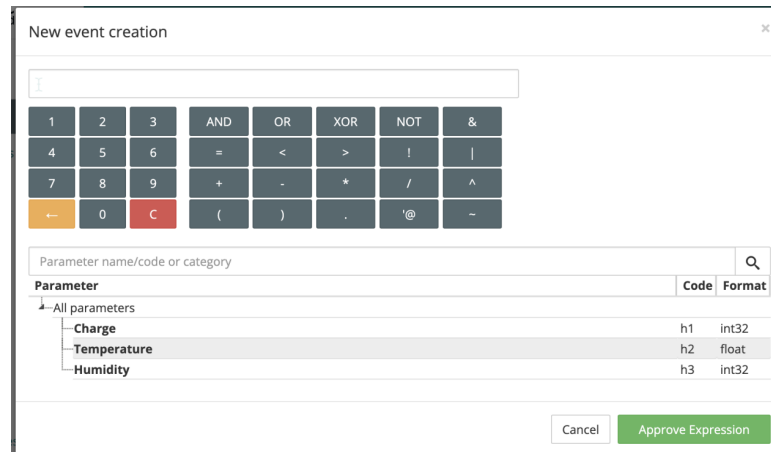 New event creation ×
1 2 3 AND OR XOR NOT &
4 5 6 = < > ! |
7 8 9 + - * / ^
← 0 C ( ) . '@ ~
Parameter name/code or category
Parameter Code Format
All parameters
Charge h1 int32
Temperature h2 float
Humidity h3 int32
Cancel Approve Expression